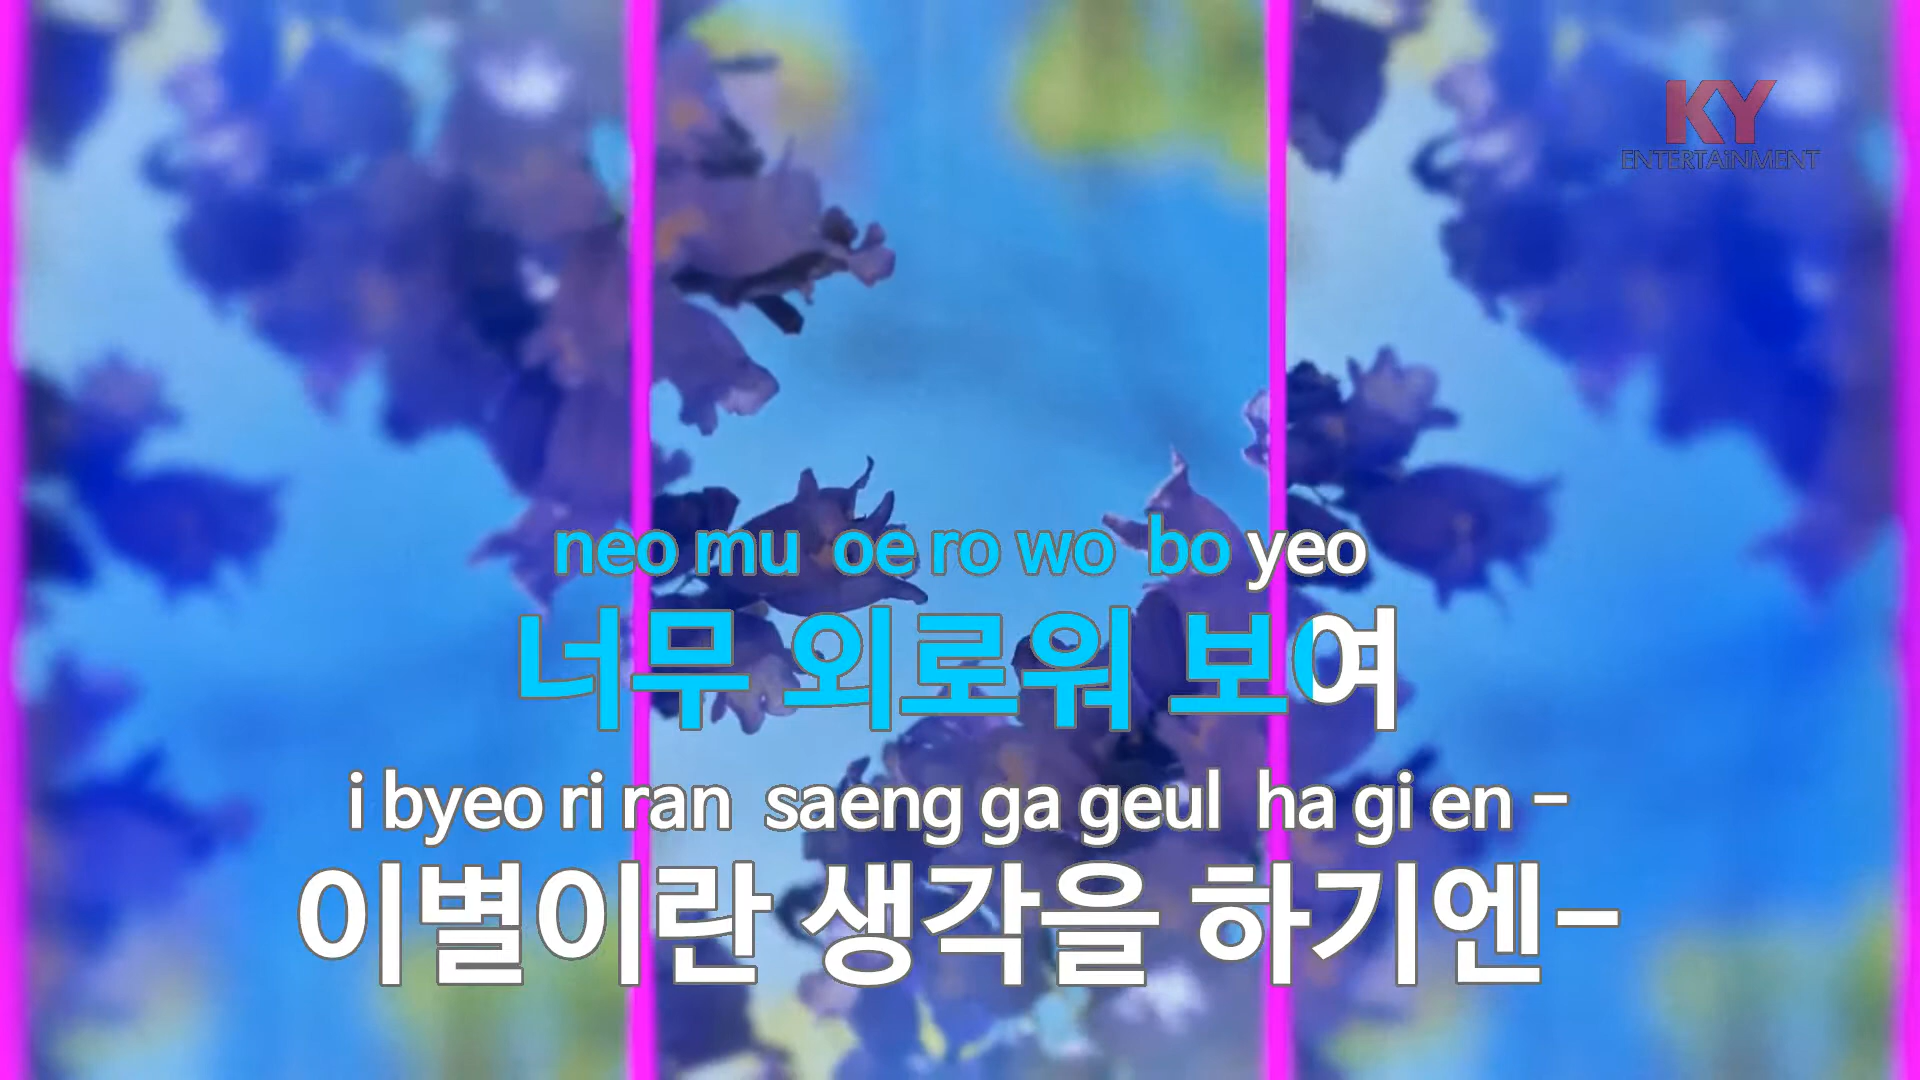 KY
ENTERTAINMENT
neo mu oe ro wo bo yeo
너무 외로워 보여
i byeo ri ran saeng ga geul ha gi en -
이별이란 생각을 하기엔-